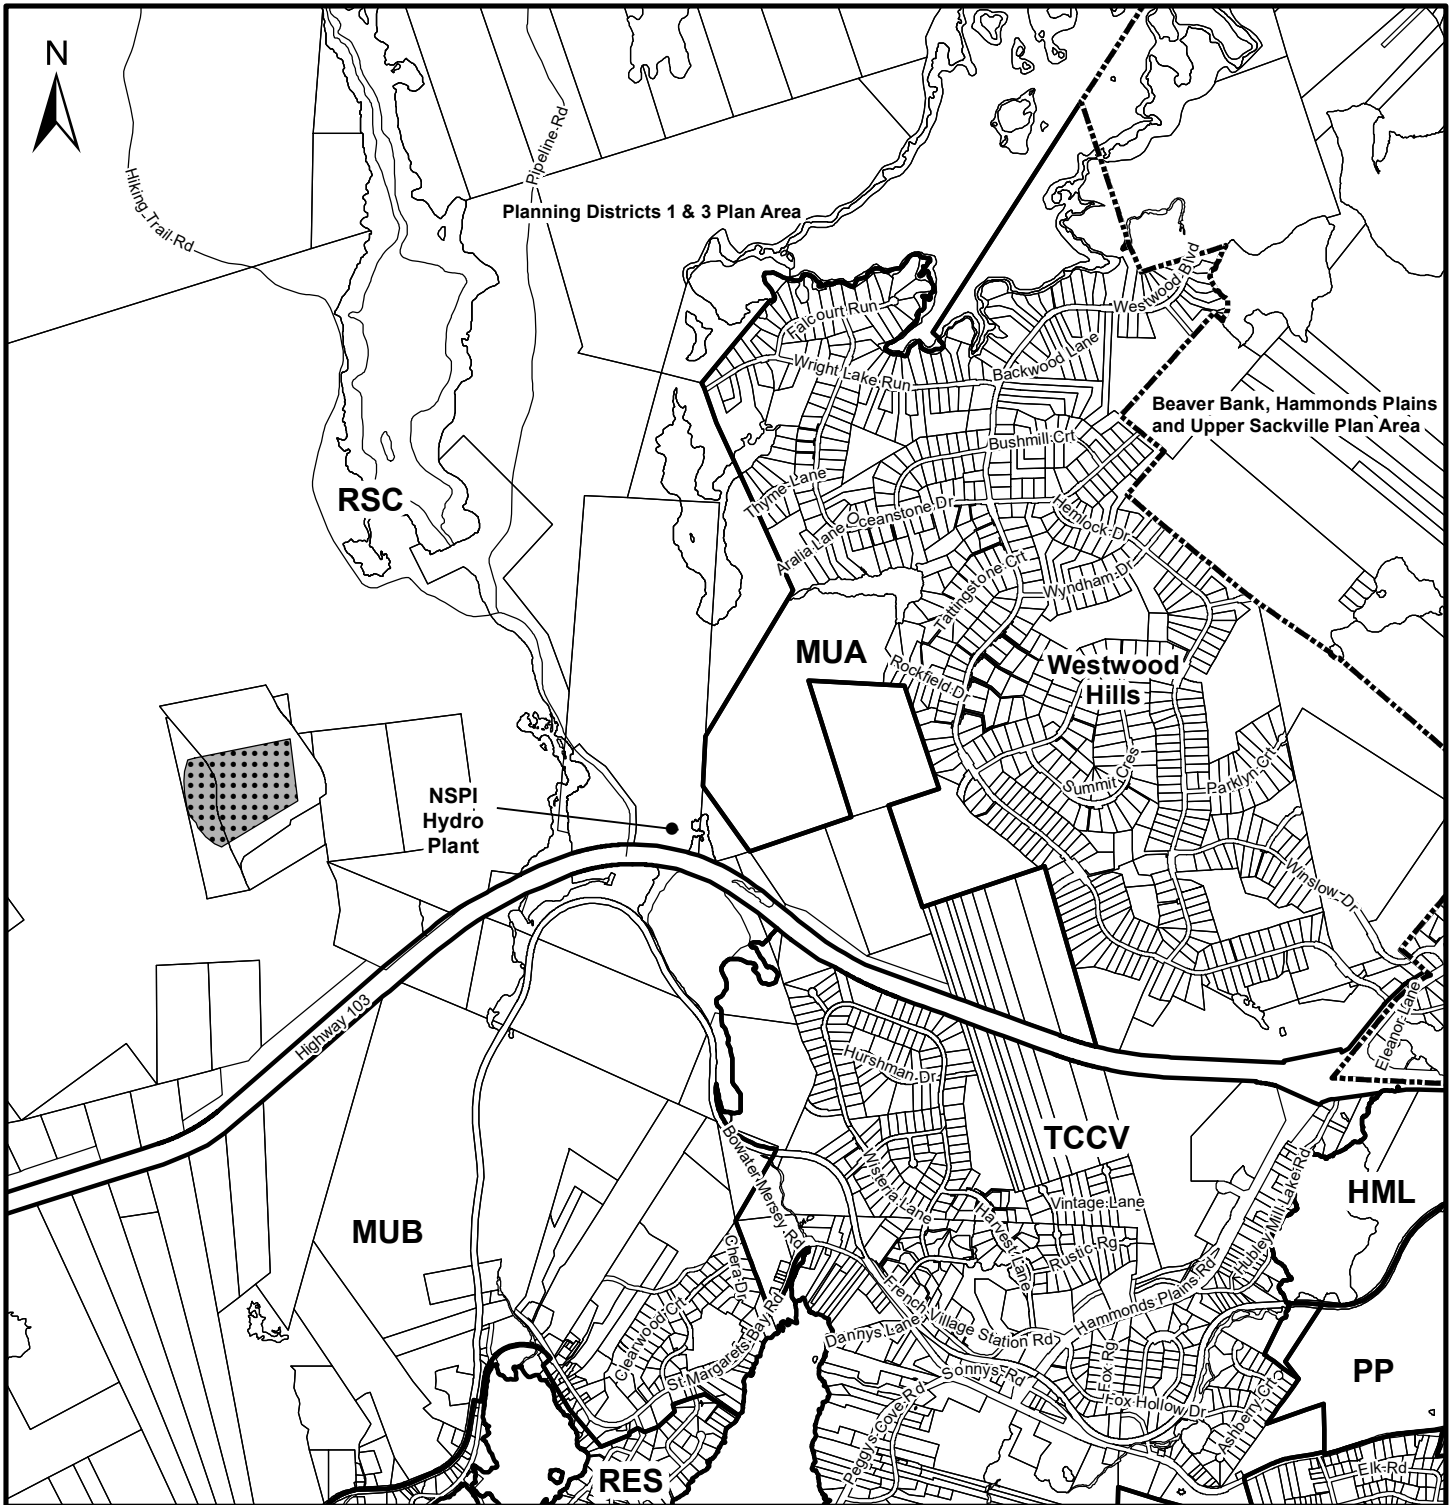 N
Hiking Trail Rd
Pipeline Rd
Planning Districts 1 & 3 Plan Area
Westwood Blvd
Falcourt Run
Wright Lake Run
Backwood Lane
Beaver Bank, Hammonds Plains
and Upper Sackville Plan Area
Bushmill Crt
RSC
Thyme Lane
Oceanstone Dr
Hemlock Dr
Aralia Lane
Tattingstone Crt
Wyndham Dr
MUA
Rockfield Dr
Westwood
Hills
Summit Cres
Parklyn Crt
NSPI
Hydro
Plant
Winslow Dr
Highway 103
Eleanor Lane
Hurshman Dr
TCCV
Bowater Mersey Rd
Wisteria Lane
Hubley Mill Lake Rd
HML
Vintage Lane
MUB
Harvest Lane
Rustic Rg
Chera Dr
Hammonds Plains Rd
French Village Station Rd
Clearwood Crt
St Margarets Bay Rd
Dannys Lane
Sonnys Rd
Fox Rg
PP
Fox Hollow Dr
Ashberry Crt
Peggys Cove Rd
RES
Elk Rd